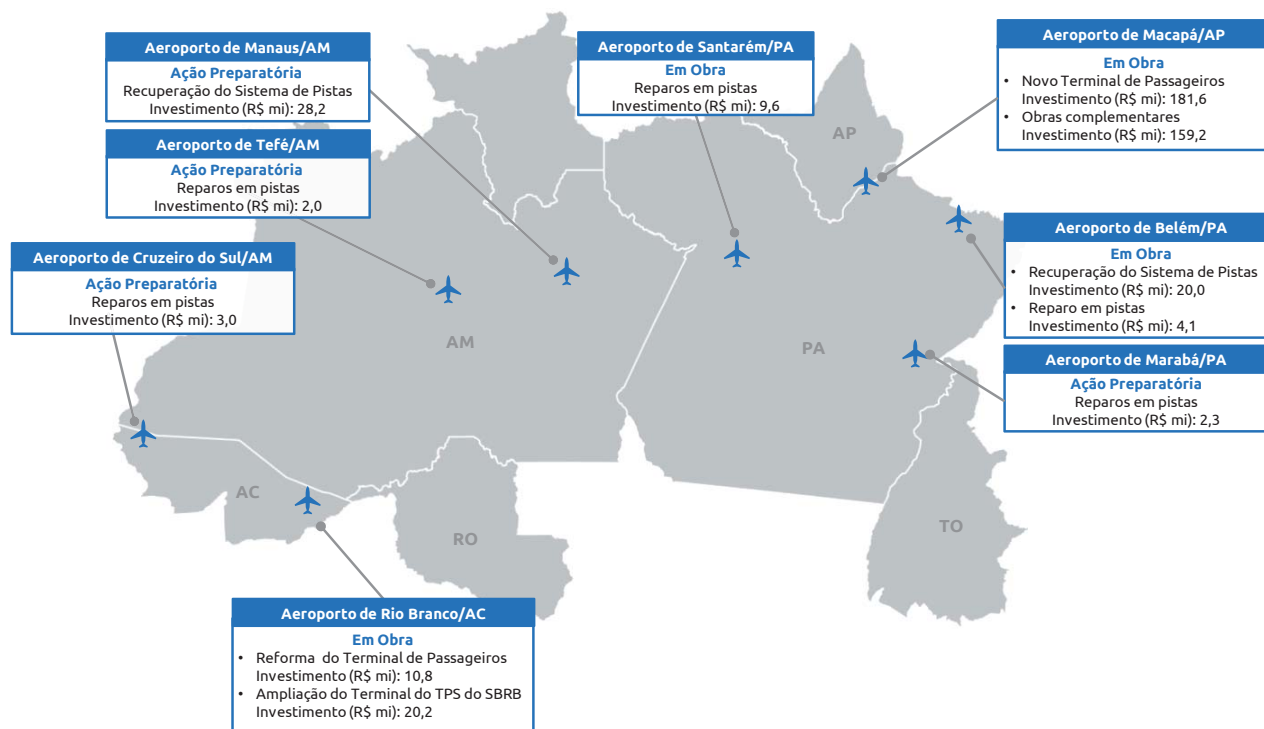 Aeroporto de Manaus/AM
Ação Preparatória
Recuperação do Sistema de Pistas
Investimento (R$ mi): 28,2
Aeroporto de Santarém/PA
Em Obra
Reparos em pistas
Investimento (R$ mi): 9,6
Aeroporto de Macapá/AP
Em Obra
• Novo Terminal de Passageiros
Investimento (R$ mi): 181,6
• Obras complementares
Investimento (R$ mi): 159,2
Aeroporto de Tefé/AM
Ação Preparatória
Reparos em pistas
Investimento (R$ mi): 2,0
Aeroporto de Cruzeiro do Sul/AM
Ação Preparatória
Reparos em pistas
Investimento (R$ mi): 3,0
Aeroporto de Belém/PA
Em Obra
• Recuperação do Sistema de Pistas
Investimento (R$ mi): 20,0
• Reparo em pistas
Investimento (R$ mi): 4,1
Aeroporto de Marabá/PA
Ação Preparatória
Reparos em pistas
Investimento (R$ mi): 2,3
AP
AM
PA
AC
RO
TO
Aeroporto de Rio Branco/AC
Em Obra
• Reforma do Terminal de Passageiros
Investimento (R$ mi): 10,8
• Ampliação do Terminal do TPS do SBRB
Investimento (R$ mi): 20,2